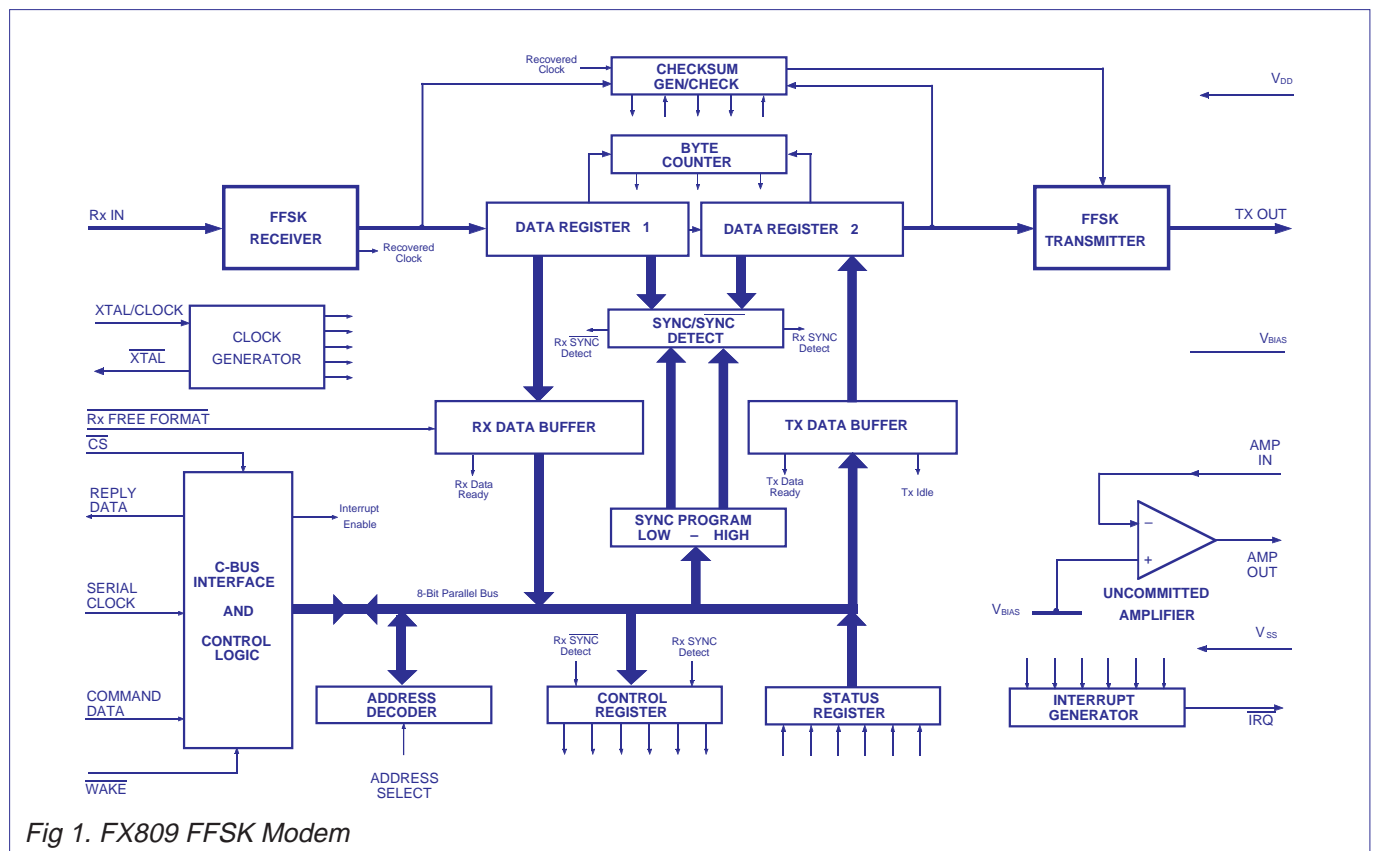 Recovered
Clock
CHECKSUM
GEN/CHECK
VDD
BYTE
COUNTER
Rx IN
FFSK
RECEIVER
Recovered
Clock
DATA REGISTER 1
DATA REGISTER 2
FFSK
TRANSMITTER
TX OUT
XTAL/CLOCK
XTAL
CLOCK
GENERATOR
Rx SYNC
Detect
SYNC/SYNC
DETECT
Rx SYNC
Detect
VBIAS
Rx FREE FORMAT
CS
RX DATA BUFFER
Rx Data
Ready
TX DATA BUFFER
Tx Data
Ready
Tx Idle
AMP
IN
REPLY
DATA
Interrupt
Enable
SYNC PROGRAM
LOW – HIGH
–
+
AMP
OUT
UNCOMMITTED
AMPLIFIER
VBIAS
C-BUS
INTERFACE
AND
CONTROL
LOGIC
SERIAL
CLOCK
8-Bit Parallel Bus
VSS
COMMAND
DATA
WAKE
ADDRESS
DECODER
ADDRESS
SELECT
Rx SYNC
Detect
Rx SYNC
Detect
CONTROL
REGISTER
STATUS
REGISTER
INTERRUPT
GENERATOR
IRQ
Fig 1. FX809 FFSK Modem